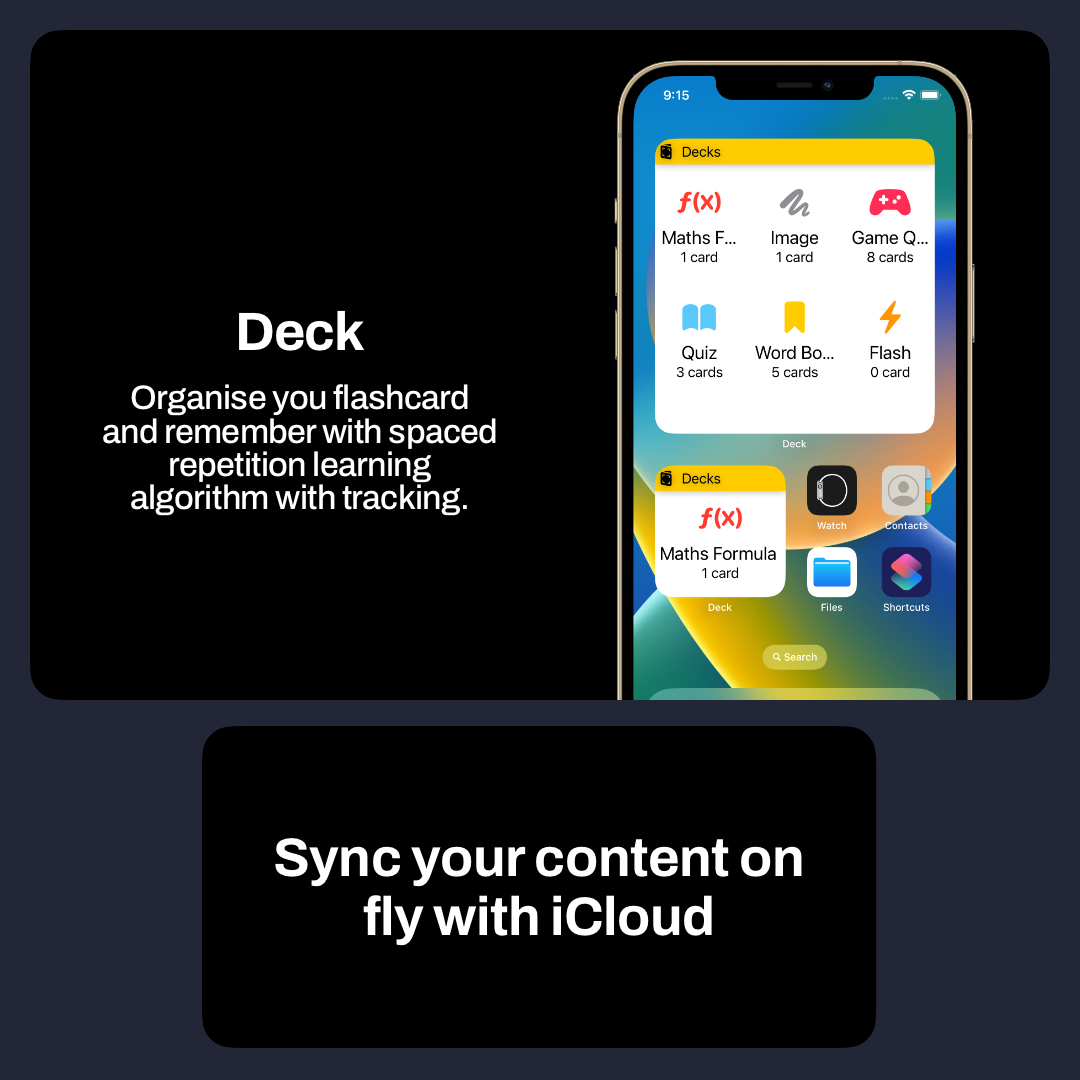 Deck
Organise you flashcard
and remember with spaced
repetition learning
algorithm with tracking.
9:15
Decks
f(x)
Maths F...
1 card
Image
1 card
Game Q...
8 cards
Quiz
3 cards
Word Bo...
5 cards
Flash
0 card
Deck
Decks
f(x)
Maths Formula
1 card
Deck
Watch
Contacts
Files
Shortcuts
Search
Sync your content on
fly with iCloud